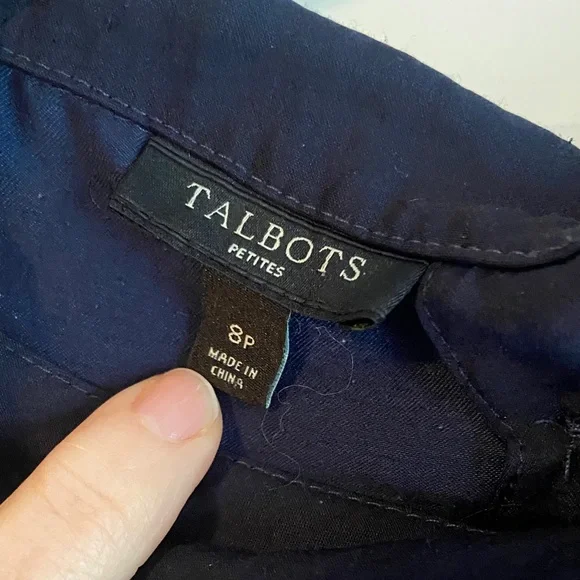 TALBOTS
PETITES
8P
MADE IN
CHINA